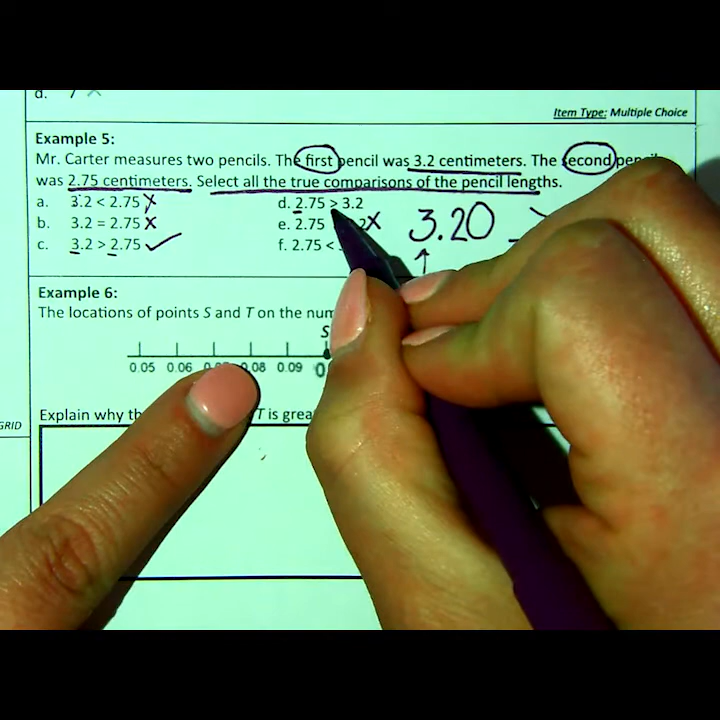 d. 7
Item Type: Multiple Choice
Example 5:
Mr. Carter measures two pencils. The first pencil was 3.2 centimeters. The second
was 2.75 centimeters. Select all the true comparisons of the pencil lengths.
a. 3.2 < 2.75 x d. 2.75 > 3.2
b. 3.2 = 2.75 x e. 2.75 x 3.20
c. 3.2 > 2.75 ✓ f. 2.75 <
Example 6:
The locations of points S and T on the
S
0.05 0.06 0.08 0.09
Explain why T is
GRID